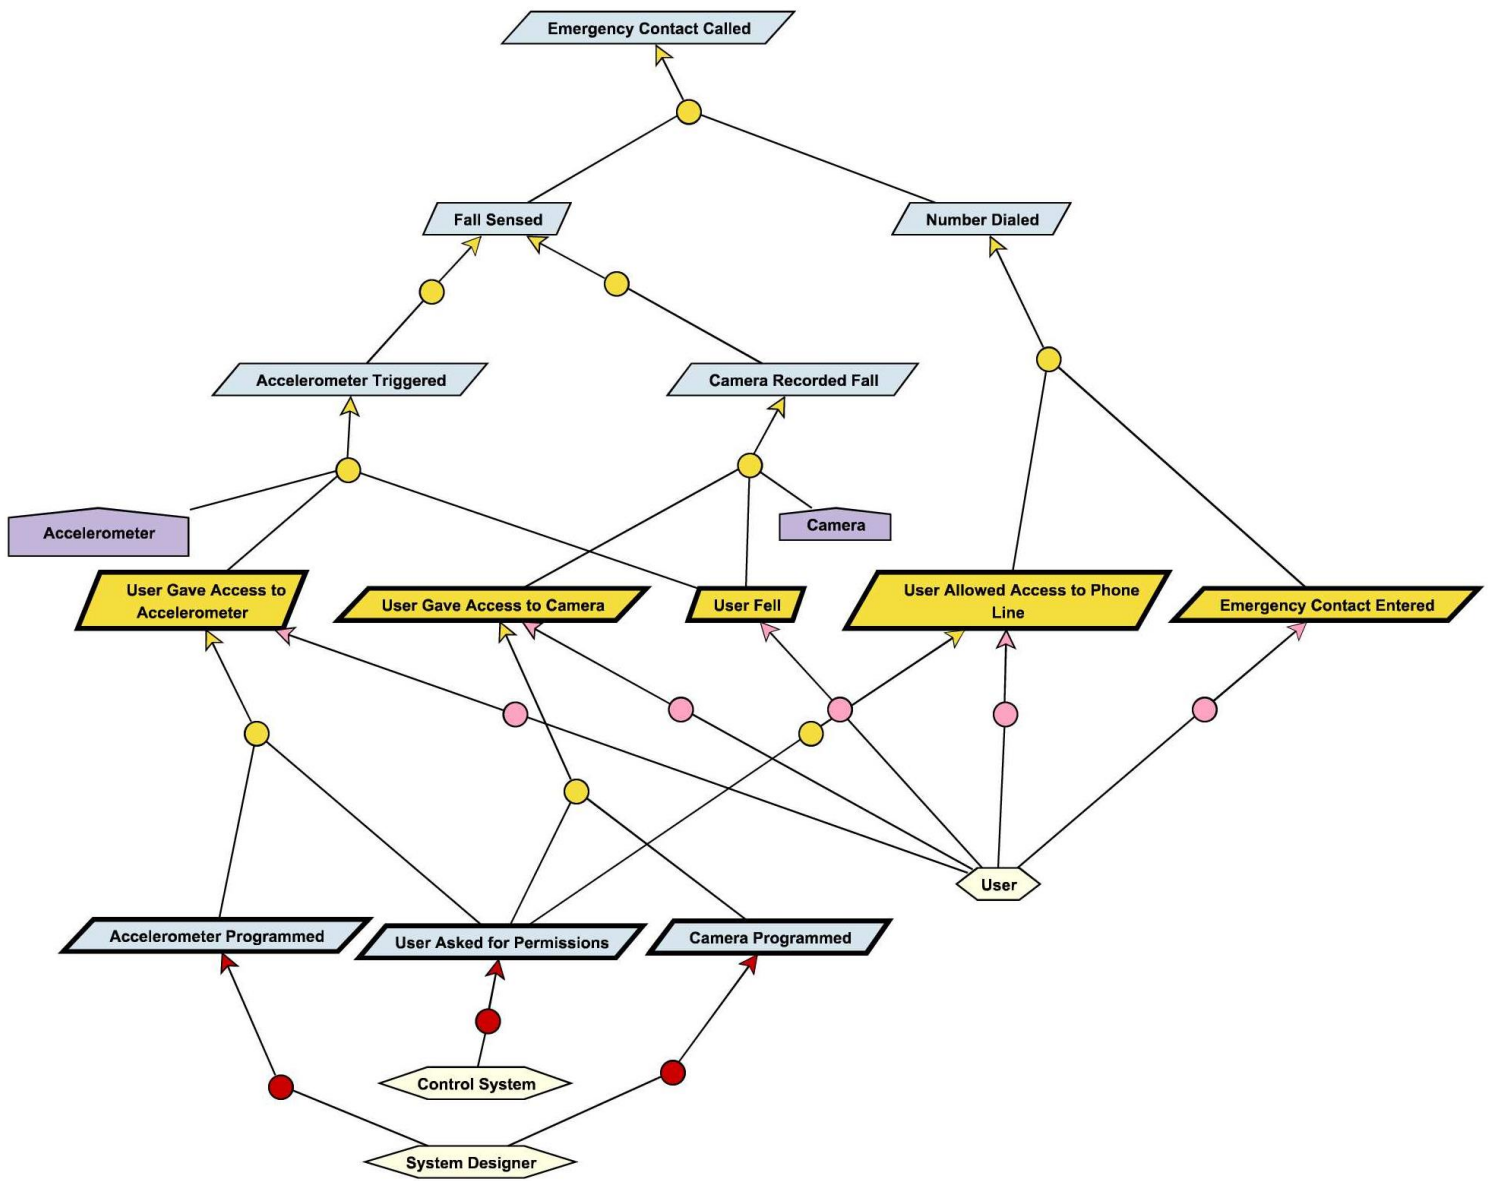 Emergency Contact Called
Fall Sensed
Number Dialed
Accelerometer Triggered
Camera Recorded Fall
Accelerometer
Camera
User Gave Access to
Accelerometer
User Gave Access to Camera
User Fell
User Allowed Access to Phone
Line
Emergency Contact Entered
User
Accelerometer Programmed
User Asked for Permissions
Camera Programmed
Control System
System Designer